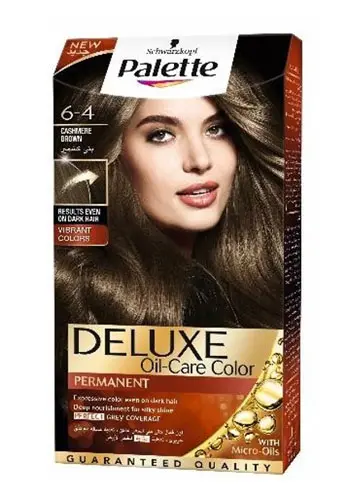 NEW
جديد
Schwarzkopf
Palette
6-4
CASHMERE
BROWN
بني كشمير
RESULTS EVEN
ON DARK HAIR
VIBRANT
COLORS
DELUXE
Oil-Care Color
PERMANENT
Expressive color even on dark hair
Deep nourishment for silky shine
PERFECT GREY COVERAGE
WITH
Micro-Oils
GUARANTEED QUALITY